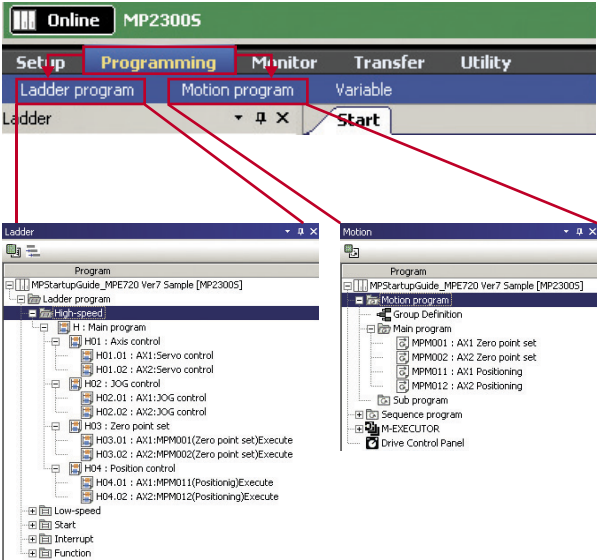 Online MP2300S
Setup Programming Monitor Transfer Utility
Ladder program Motion program Variable
Ladder
Start
Ladder
Program
MPStartupGuide_MPE720 Ver7 Sample [MP2300S]
Ladder program
High-speed
H : Main program
H01 : Axis control
H01.01 : AX1:Servo control
H01.02 : AX2:Servo control
H02 : JOG control
H02.01 : AX1:JOG control
H02.02 : AX2:JOG control
H03 : Zero point set
H03.01 : AX1:MPM001(Zero point set)Execute
H03.02 : AX2:MPM002(Zero point set)Execute
H04 : Position control
H04.01 : AX1:MPM011(Positionig)Execute
H04.02 : AX2:MPM012(Positioning)Execute
Low-speed
Start
Interrupt
Function
Motion
Program
MPStartupGuide_MPE720 Ver7 Sample [MP2300S]
Motion program
Group Definition
Main program
MPM001 : AX1 Zero point set
MPM002 : AX2 Zero point set
MPM011 : AX1 Positioning
MPM012 : AX2 Positioning
Sub program
Sequence program
M-EXECUTOR
Drive Control Panel